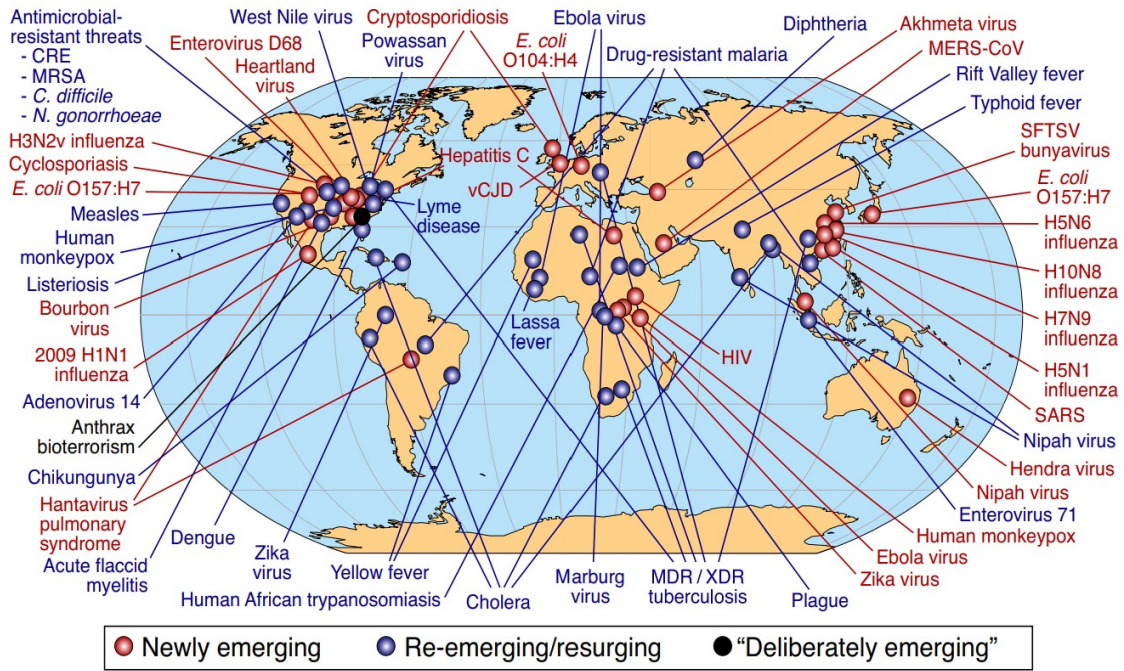 Antimicrobial-
resistant threats
- CRE
- MRSA
- C. difficile
- N. gonorrhoeae
West Nile virus
Cryptosporidiosis
Ebola virus
Diphtheria
Akhmeta virus
Enterovirus D68
Powassan
virus
E. coli
O104:H4
Drug-resistant malaria
MERS-CoV
Heartland
virus
Rift Valley fever
Typhoid fever
H3N2v influenza
Cyclosporiasis
E. coli O157:H7
Measles
Human
monkeypox
Listeriosis
Bourbon
virus
2009 H1N1
influenza
Adenovirus 14
Anthrax
bioterrorism
Chikungunya
Hantavirus
pulmonary
syndrome
Acute flaccid
myelitis
Hepatitis C
vCJD
Lyme
disease
Lassa
fever
HIV
SFTSV
bunyavirus
E. coli
O157:H7
H5N6
influenza
H10N8
influenza
H7N9
influenza
H5N1
influenza
SARS
Nipah virus
Hendra virus
Nipah virus
Enterovirus 71
Human monkeypox
Ebola virus
Zika virus
Dengue
Zika
virus
Yellow fever
Human African trypanosomiasis
Cholera
Marburg
virus
MDR / XDR
tuberculosis
Plague
Newly emerging
Re-emerging/resurging
“Deliberately emerging”